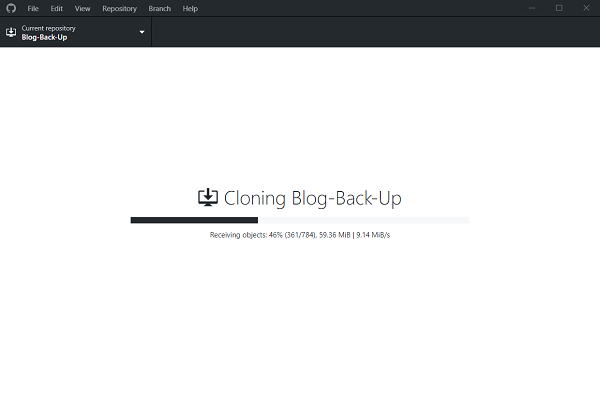 File Edit View Repository Branch Help
Current repository
Blog-Back-Up
Cloning Blog-Back-Up
Receiving objects: 46% (361/784), 59.36 MiB | 9.14 MiB/s